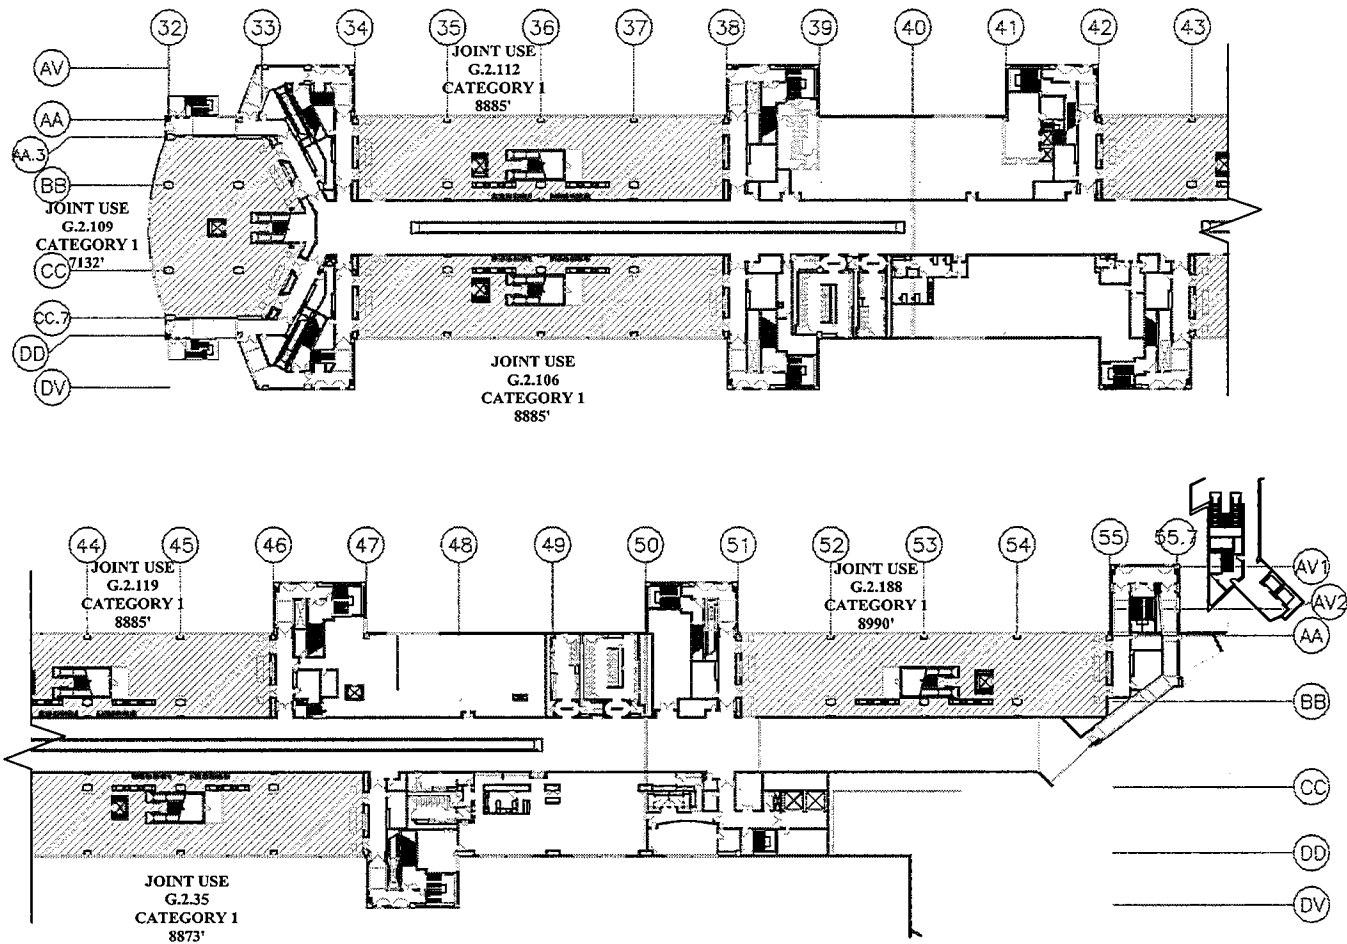 32 33 34 35 36 37 38 39 40 41 42 43
JOINT USE
G.2.112
CATEGORY 1
8885'
AV
AA
AA.3
BB
JOINT USE
G.2.109
CATEGORY 1
7132'
CC
CC.7
DD
DV
JOINT USE
G.2.106
CATEGORY 1
8885'
44 45 46 47 48 49 50 51 52 53 54 55 55.7
JOINT USE
G.2.119
CATEGORY 1
8885'
JOINT USE
G.2.188
CATEGORY 1
8990'
AV1
AV2
AA
BB
CC
DD
DV
JOINT USE
G.2.35
CATEGORY 1
8873'